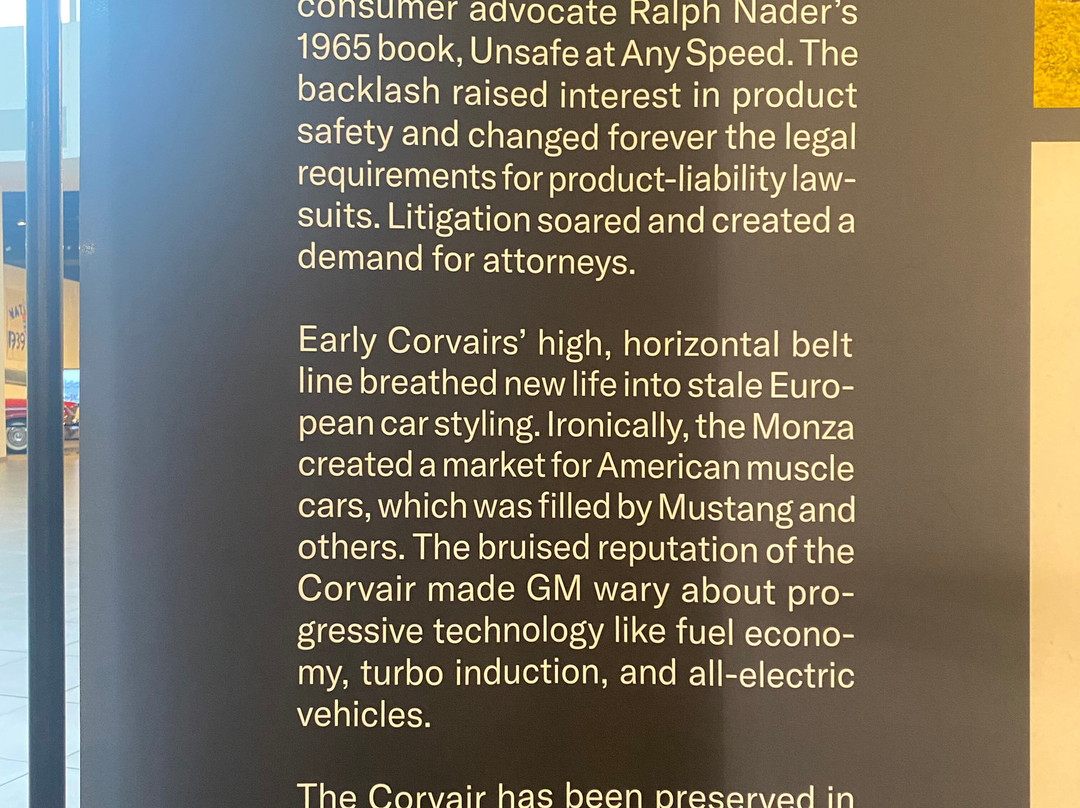 consumer advocate Ralph Nader’s
1965 book, Unsafe at Any Speed. The
backlash raised interest in product
safety and changed forever the legal
requirements for product-liability law-
suits. Litigation soared and created a
demand for attorneys.
Early Corvairs’ high, horizontal belt
line breathed new life into stale Euro-
pean car styling. Ironically, the Monza
created a market for American muscle
cars, which was filled by Mustang and
others. The bruised reputation of the
Corvair made GM wary about pro-
gressive technology like fuel econo-
my, turbo induction, and all-electric
vehicles.
The Corvair has been preserved in